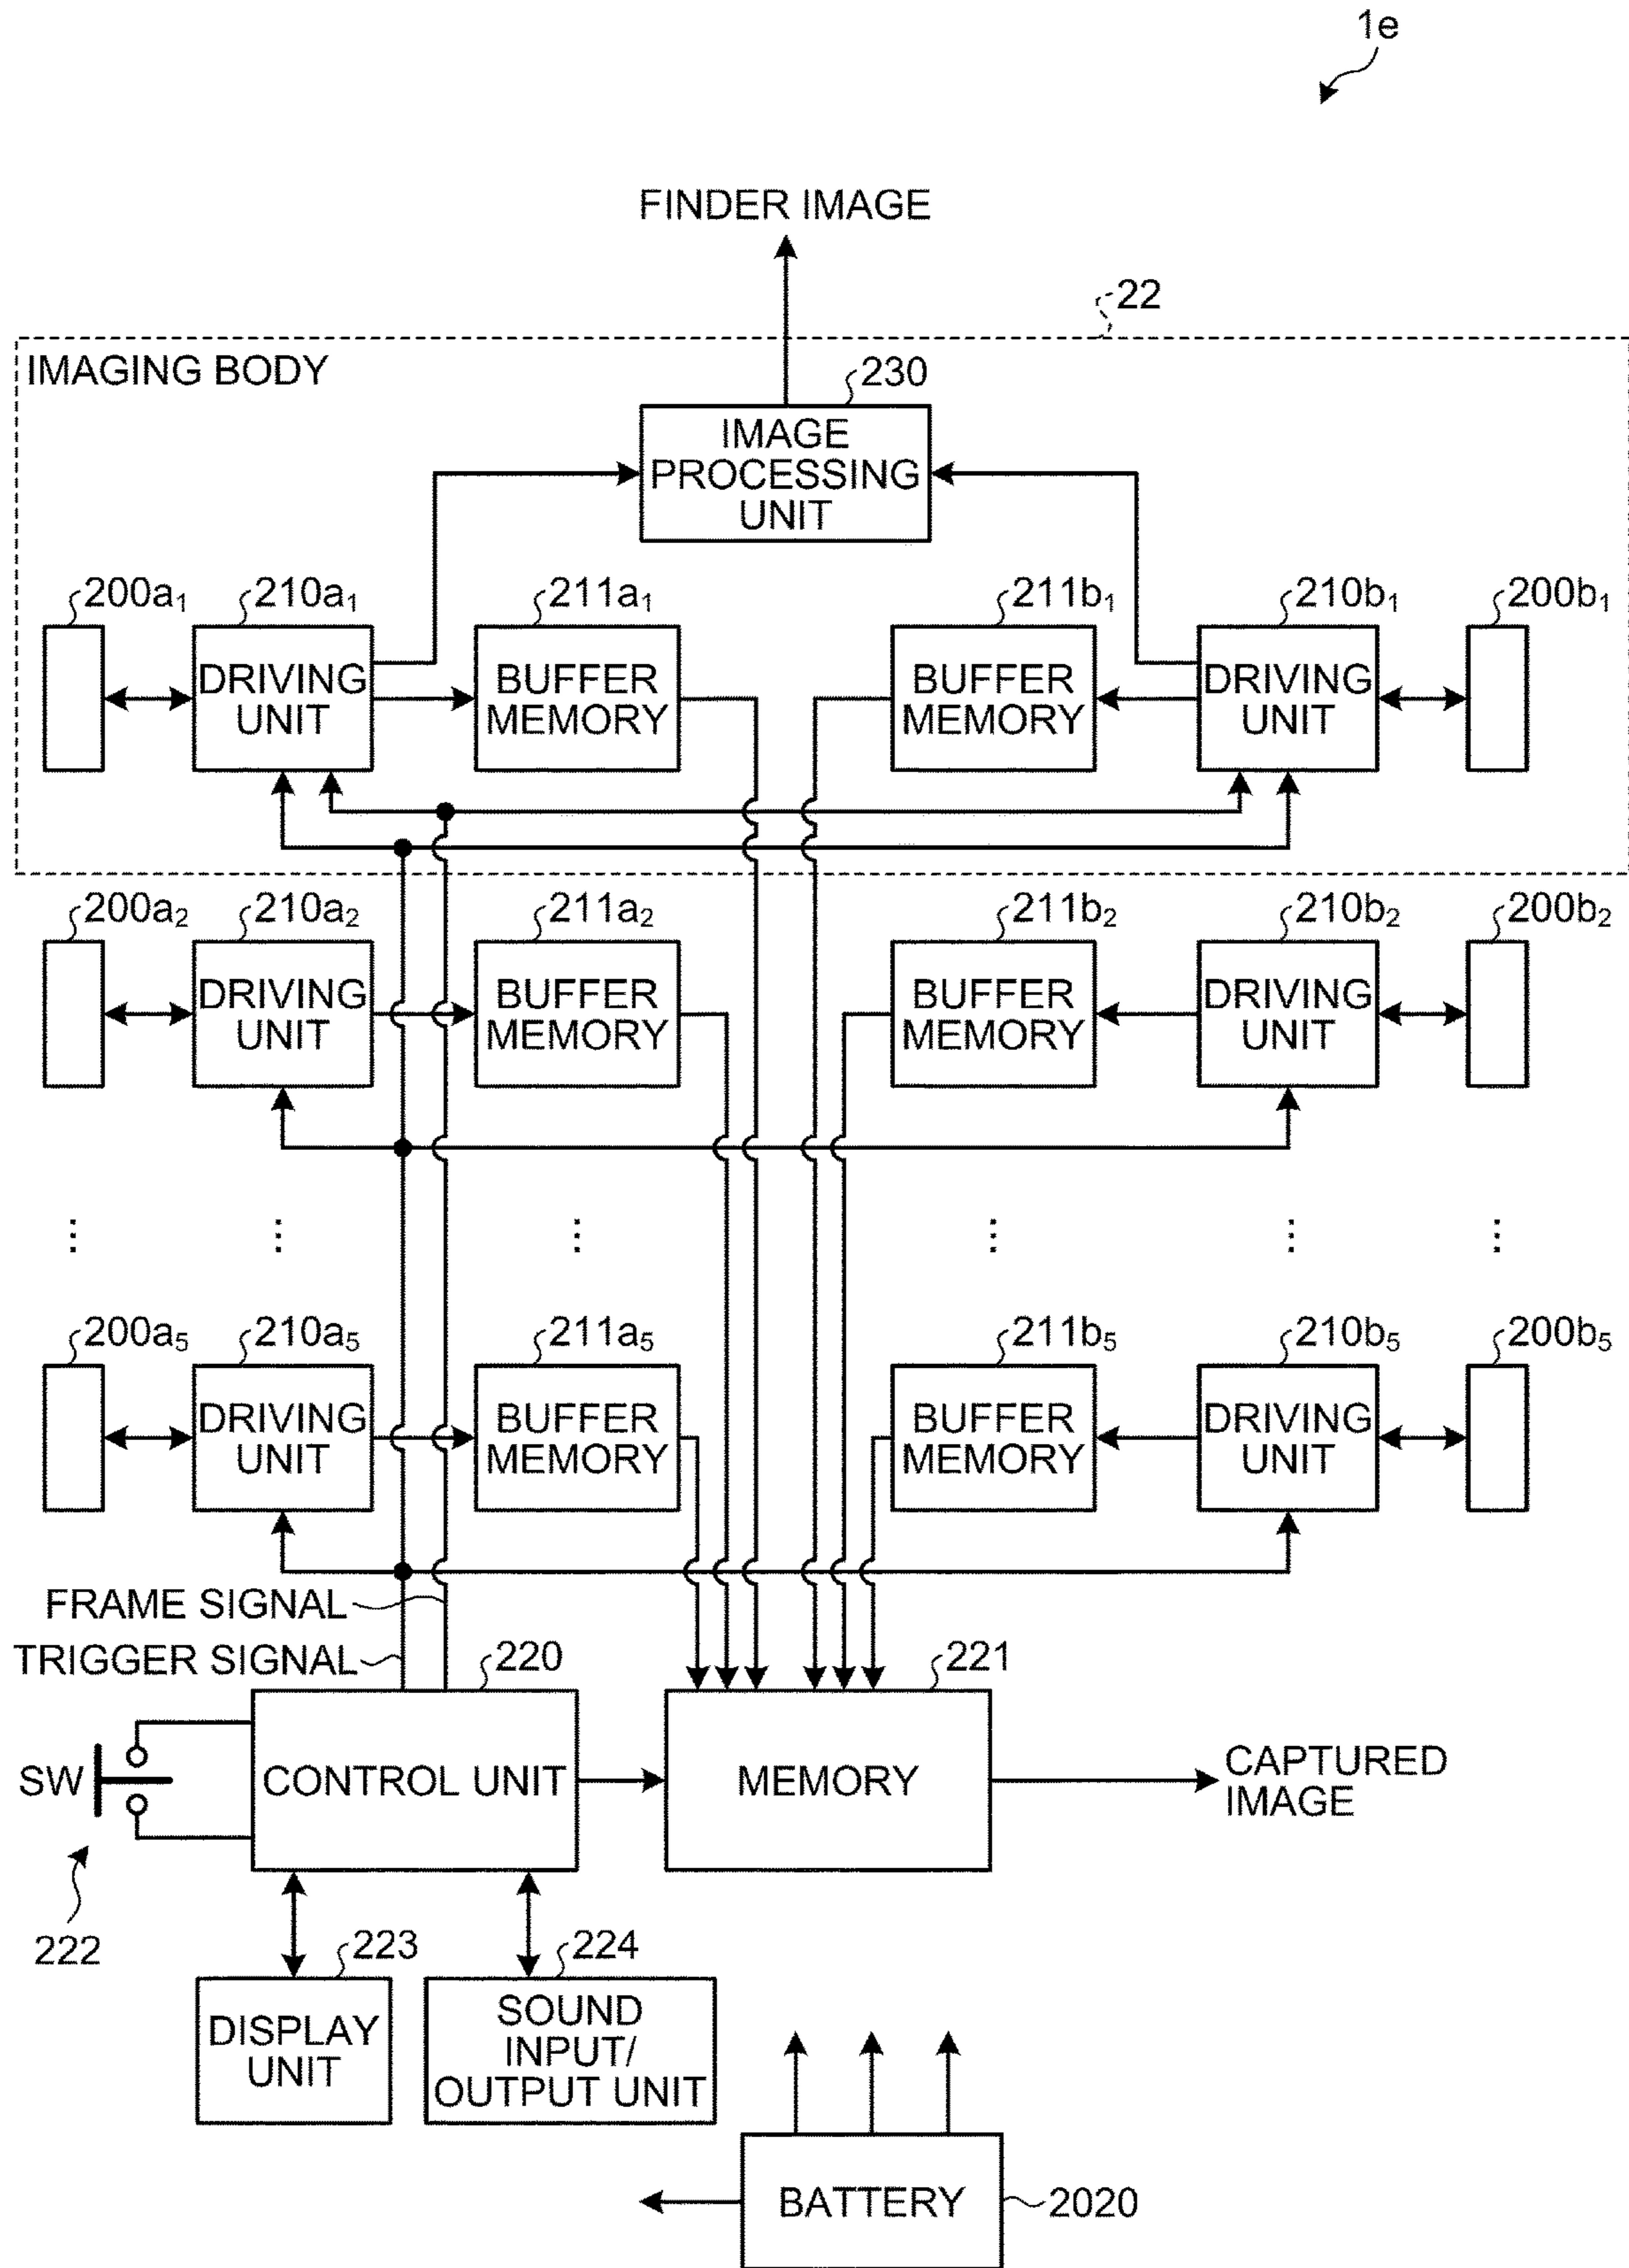 1e
FINDER IMAGE
22
IMAGING BODY
230
IMAGE
PROCESSING
UNIT
200a₁ 210a₁ 211a₁ 211b₁ 210b₁ 200b₁
DRIVING
UNIT
BUFFER
MEMORY
BUFFER
MEMORY
DRIVING
UNIT
200a₂ 210a₂ 211a₂ 211b₂ 210b₂ 200b₂
DRIVING
UNIT
BUFFER
MEMORY
BUFFER
MEMORY
DRIVING
UNIT
200a₅ 210a₅ 211a₅ 211b₅ 210b₅ 200b₅
DRIVING
UNIT
BUFFER
MEMORY
BUFFER
MEMORY
DRIVING
UNIT
FRAME SIGNAL
TRIGGER SIGNAL
220
221
SW
CONTROL UNIT
MEMORY
CAPTURED
IMAGE
222
223
224
DISPLAY
UNIT
SOUND
INPUT/
OUTPUT UNIT
BATTERY
2020